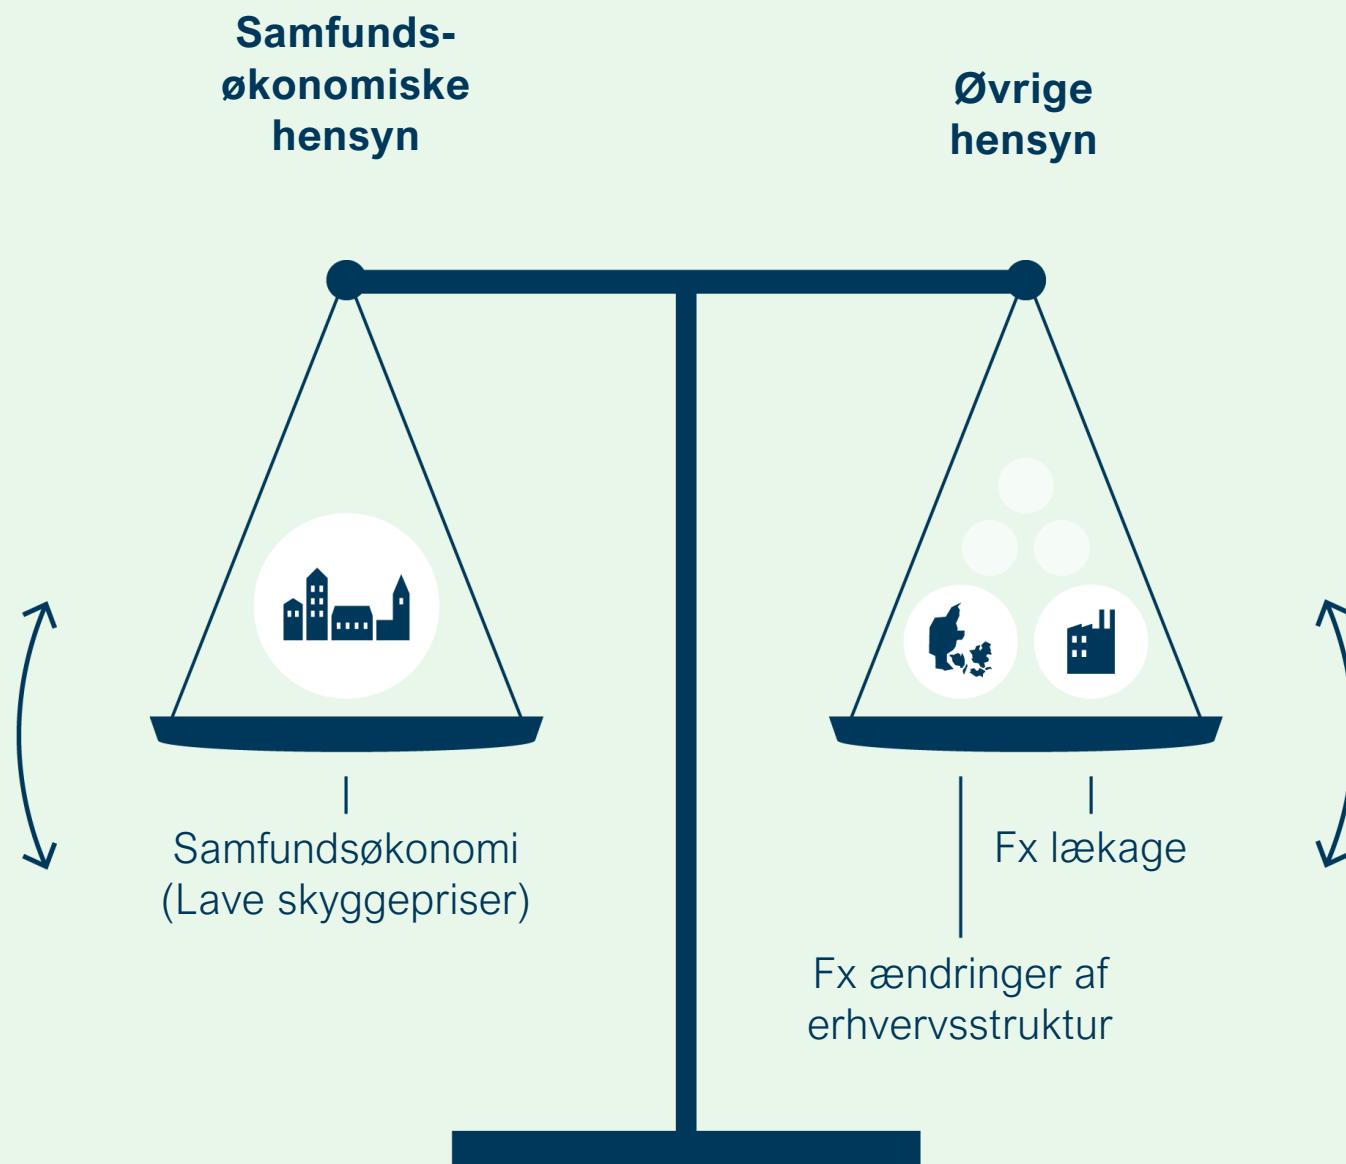 Samfunds-
økonomiske
hensyn
Øvrige
hensyn
Samfundsøkonomi
(Lave skyggepriser)
Fx lækage
Fx ændringer af
erhvervsstruktur